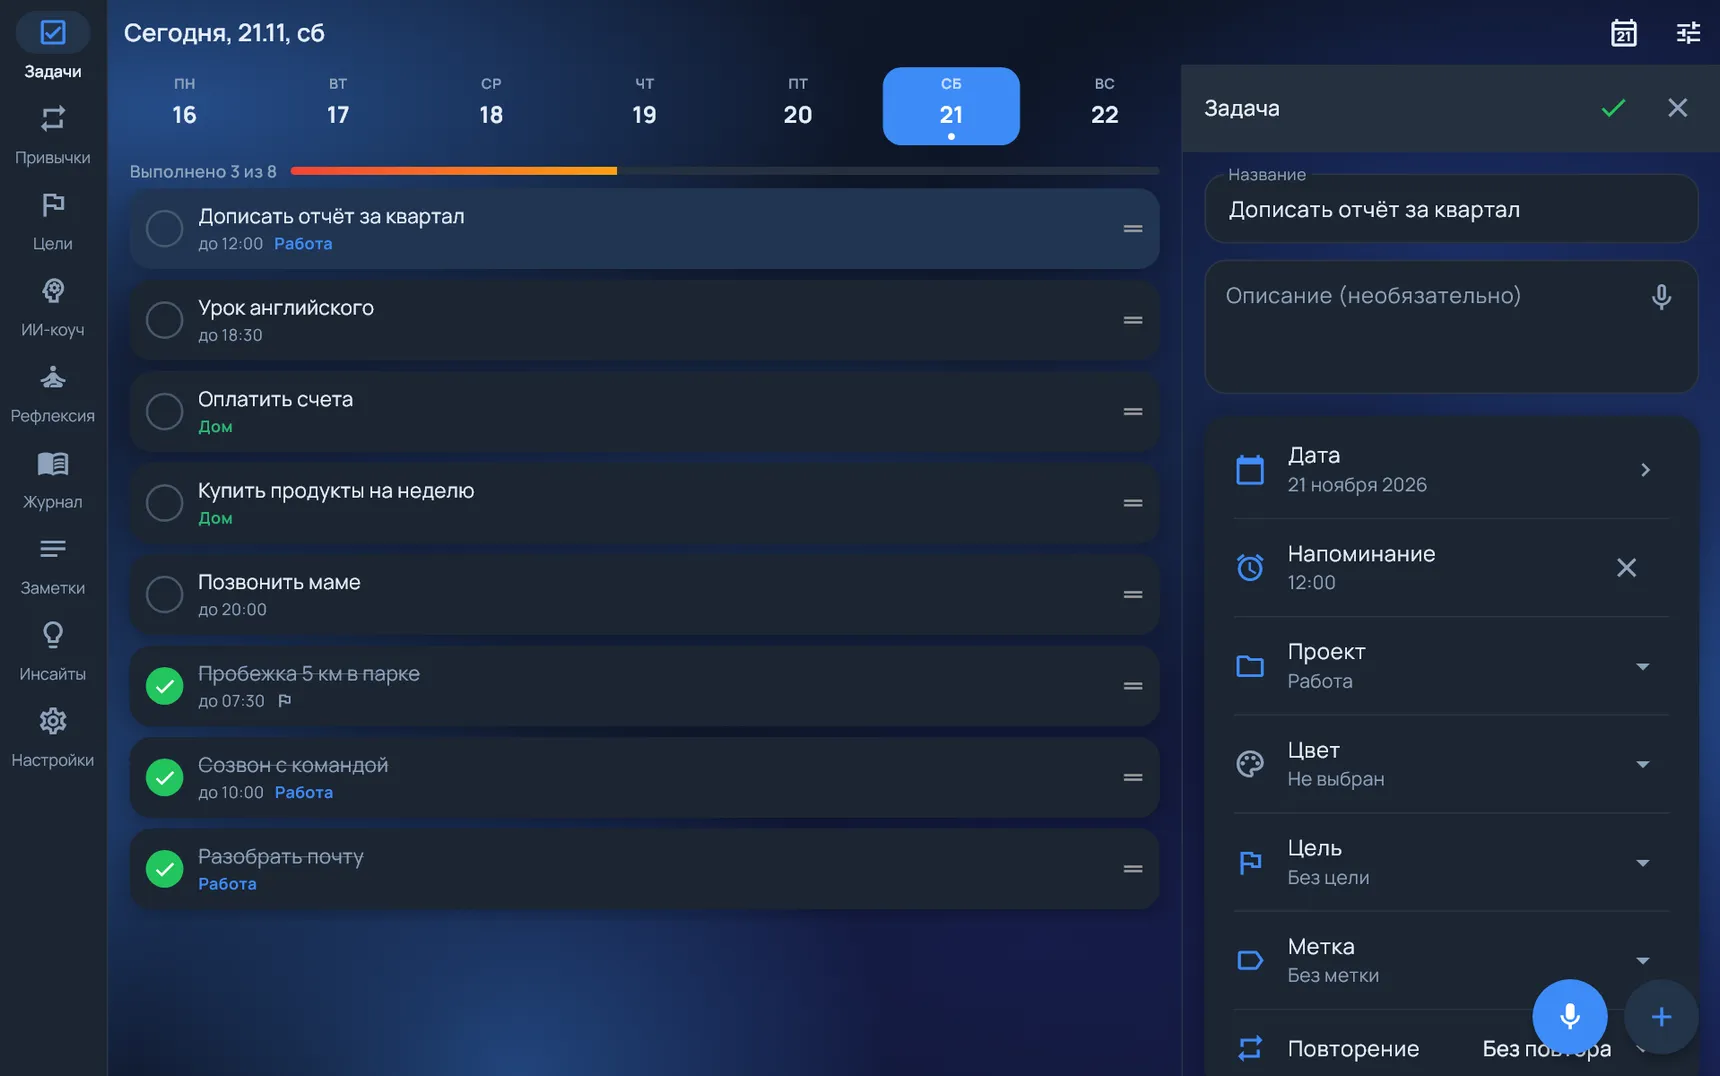 Задачи
Привычки
Цели
ИИ-коуч
Рефлексия
Журнал
Заметки
Инсайты
Настройки
Сегодня, 21.11, сб
21
ПН ВТ СР ЧТ ПТ СБ ВС
16 17 18 19 20 21 22
Выполнено 3 из 8
Дописать отчёт за квартал
до 12:00 Работа
Урок английского
до 18:30
Оплатить счета
Дом
Купить продукты на неделю
Дом
Позвонить маме
до 20:00
Пробежка 5 км в парке
до 07:30
Созвон с командой
до 10:00 Работа
Разобрать почту
Работа
Задача
Название
Дописать отчёт за квартал
Описание (необязательно)
Дата
21 ноября 2026
Напоминание
12:00
Проект
Работа
Цвет
Не выбран
Цель
Без цели
Метка
Без метки
Повторение Без повтора